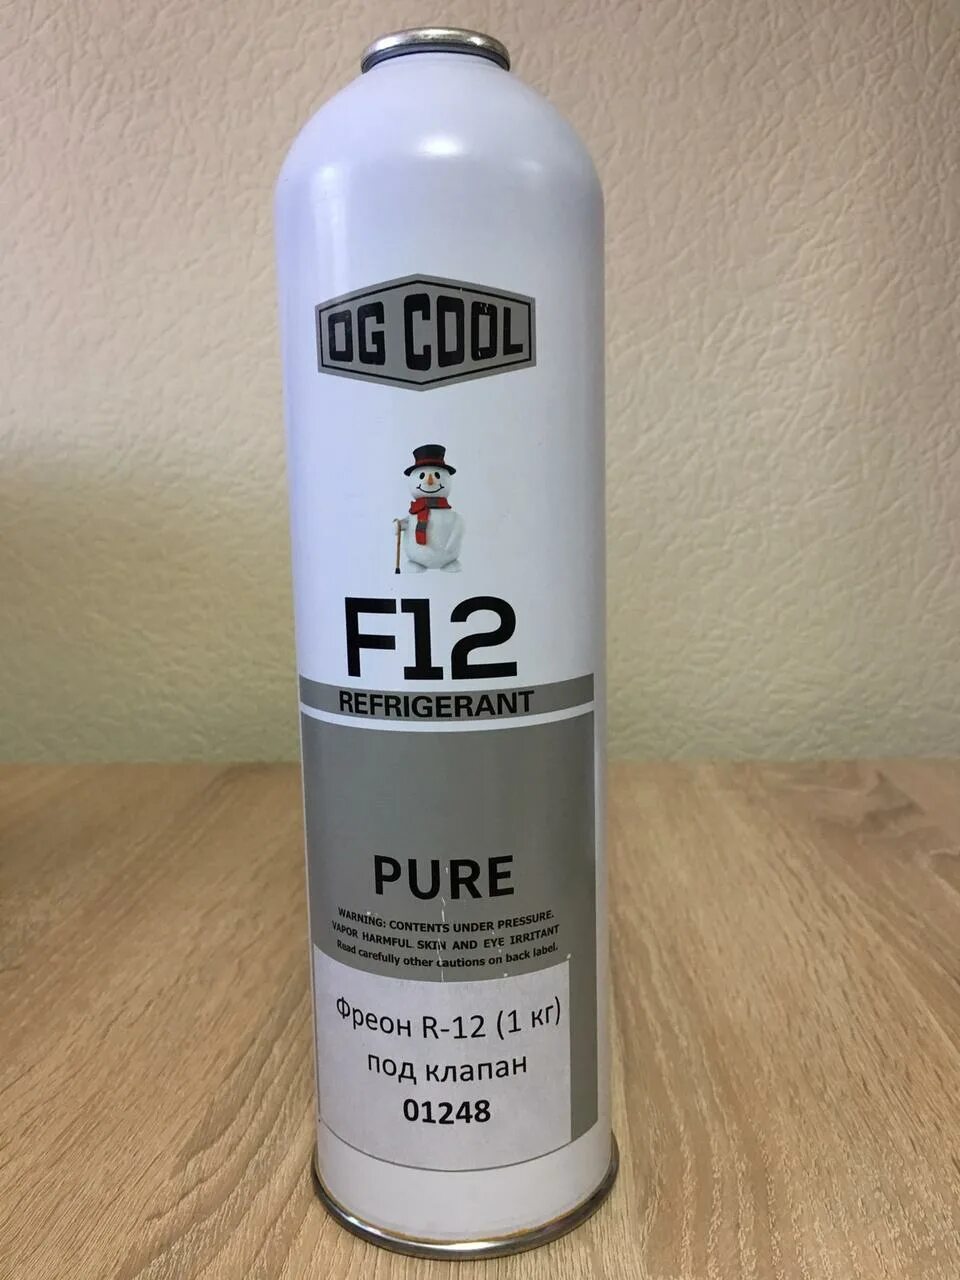 OG COOL
F12
REFRIGERANT
PURE
WARNING: CONTENTS UNDER PRESSURE.
VAPOR HARMFUL SKIN AND EYE IRRITANT
Read carefully other cautions on back label.
Фреон R-12 (1 кг)
под клапан
01248